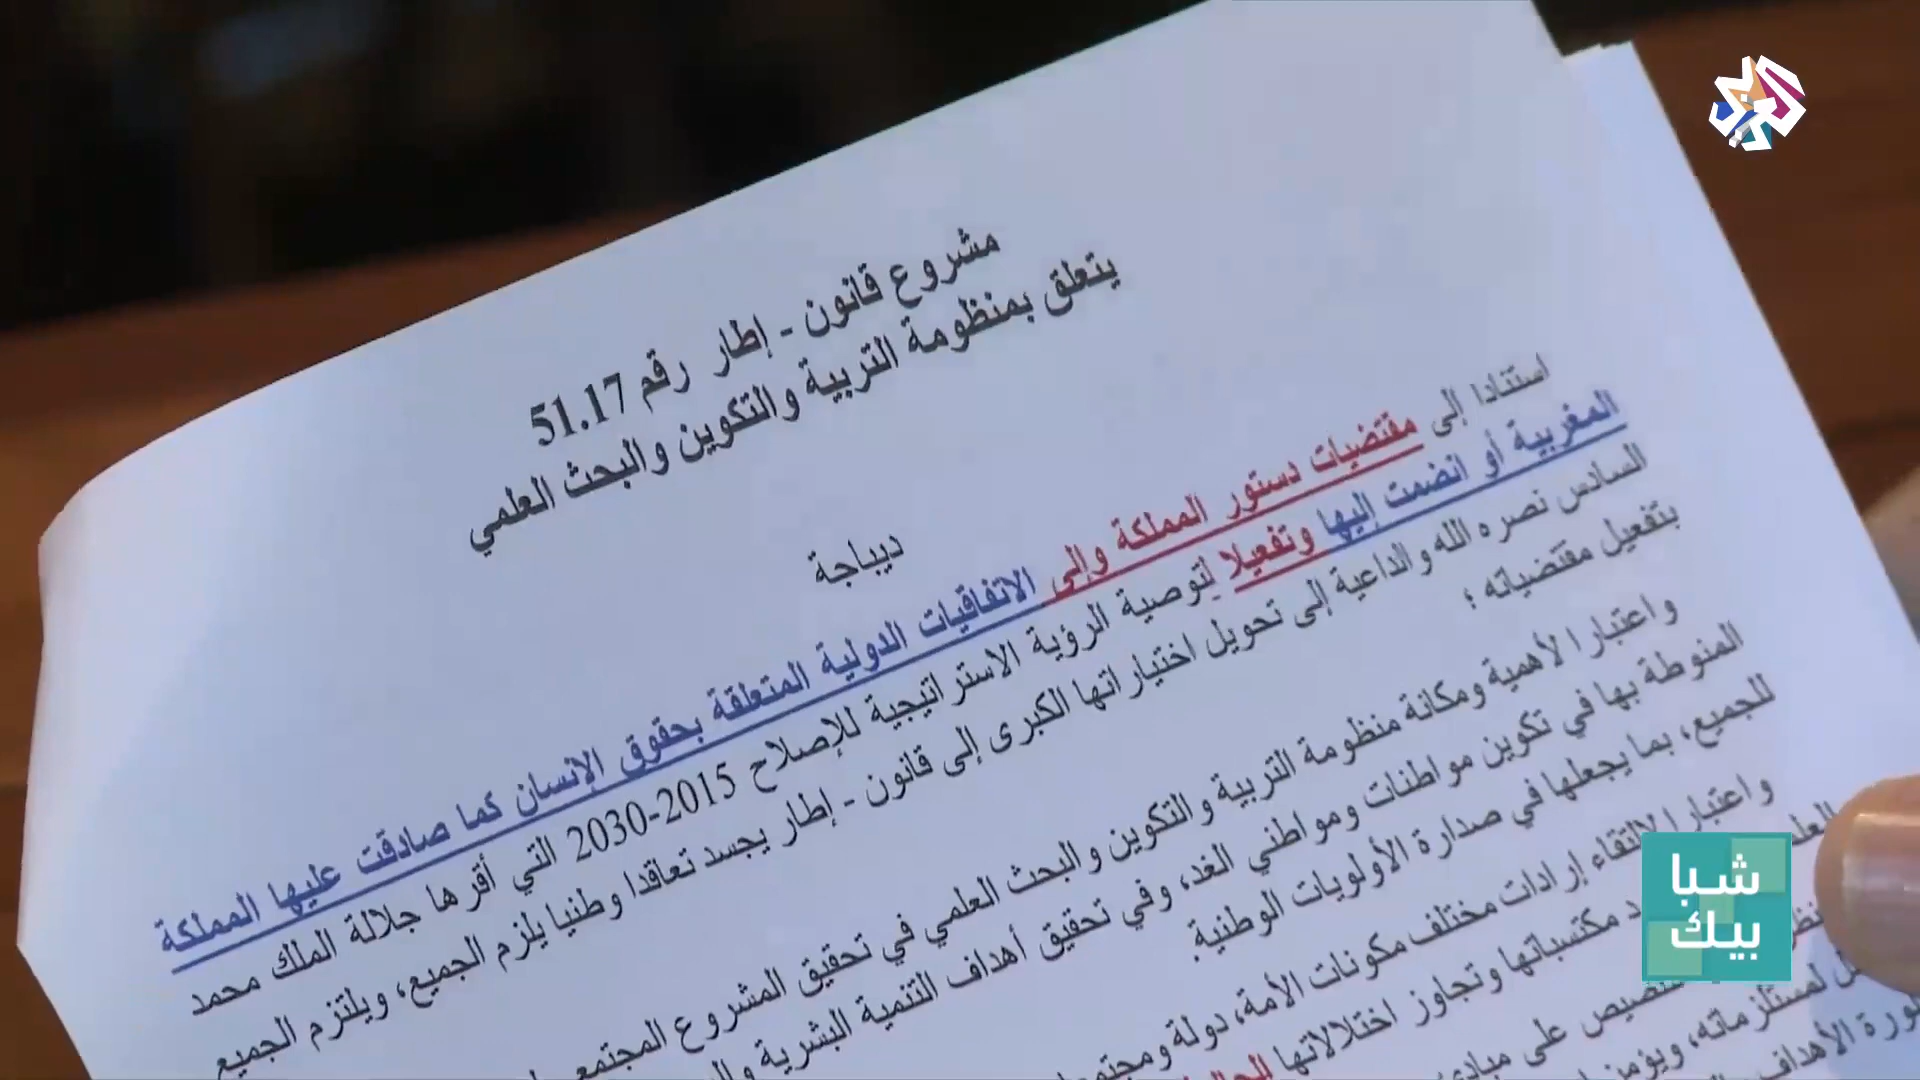 مشروع قانون - إطار رقم 51.17
يتعلق بمنظومة التربية والتكوين والبحث العلمي
ديباجة
استنادا إلى مقتضيات دستور المملكة وإلى الاتفاقيات الدولية المتعلقة بحقوق الإنسان كما صادقت عليها المملكة
المغربية أو انضمت إليها وتفعيلا لتوصية الرؤية الاستراتيجية للإصلاح 2015-2030 التي أقرها جلالة الملك محمد
السادس نصره الله والداعية إلى تحويل اختياراتها الكبرى إلى قانون - إطار يجسد تعاقدا وطنيا يلزم الجميع، ويلتزم الجميع
بتفعيل مقتضياته ؛
واعتبارا لأهمية ومكانة منظومة التربية والتكوين والبحث العلمي في تحقيق المشروع
المنوطة بها في تكوين مواطنات ومواطني الغد، وفي تحقيق أهداف التنمية البشرية
للجميع، بما يجعلها في صدارة الأولويات الوطنية.
واعتبارا لالتقاء إرادات مختلف مكونات الأمة، دولة
مكتسباتها وتجاوز اختلالاتها
على
لمستلزماته،
شبا
بيك